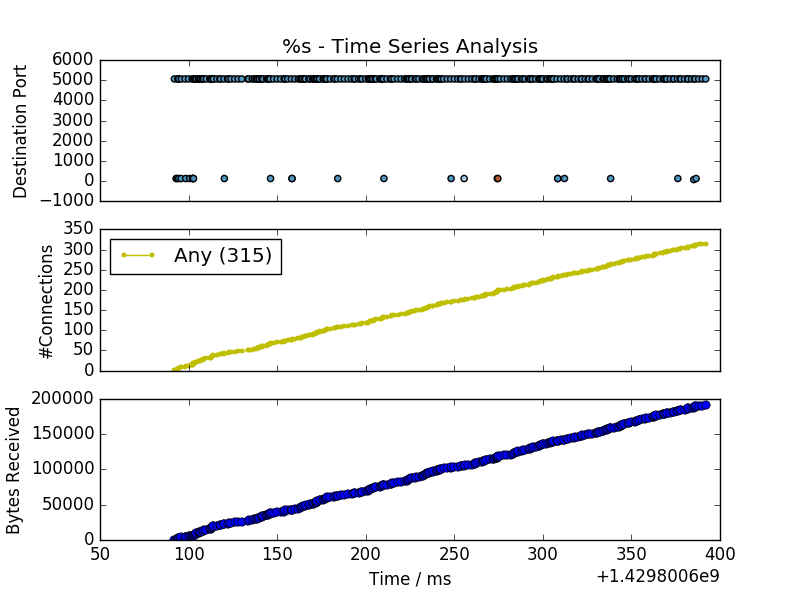 %s - Time Series Analysis
6000
5000
4000
3000
2000
1000
0
−1000
Destination Port
350
300
250
200
150
100
50
0
#Connections
Any (315)
200000
150000
100000
50000
0
Bytes Received
50 100 150 200 250 300 350 400
Time / ms
+1.4298006e9